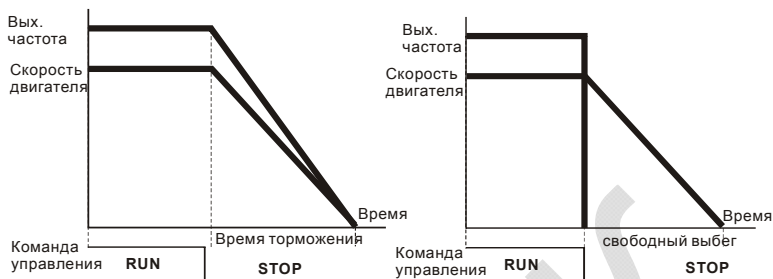 Вых.
частота
Скорость
двигателя
Время
Время торможения
Команда
управления
RUN
STOP
Вых.
частота
Скорость
двигателя
Время
свободный выбег
Команда
управления
RUN
STOP